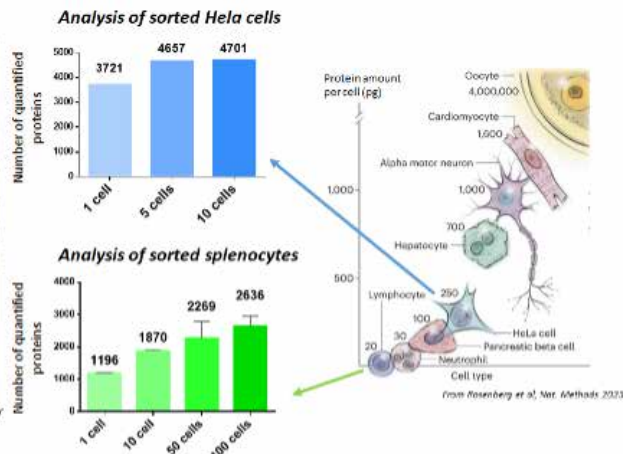 Analysis of sorted Hela cells
Number of quantified
proteins
5000
4000
3000
2000
1000
0
3721
4657
4701
1 cell
5 cells
10 cells
Analysis of sorted splenocytes
Number of quantified
proteins
4000
3000
2000
1000
0
1196
1870
2269
2636
1 cell
10 cell
50 cells
100 cells
Protein amount
per cell (pg)
1,000
500
Oocyte
4,000,000
Cardiomyocyte
1,600
Alpha motor neuron
1,000
700
Hepatocyte
Lymphocyte
250
100
30
20
HeLa cell
Pancreatic beta cell
Neutrophil
Cell type
From Rosenberg et al, Nat. Methods 2023